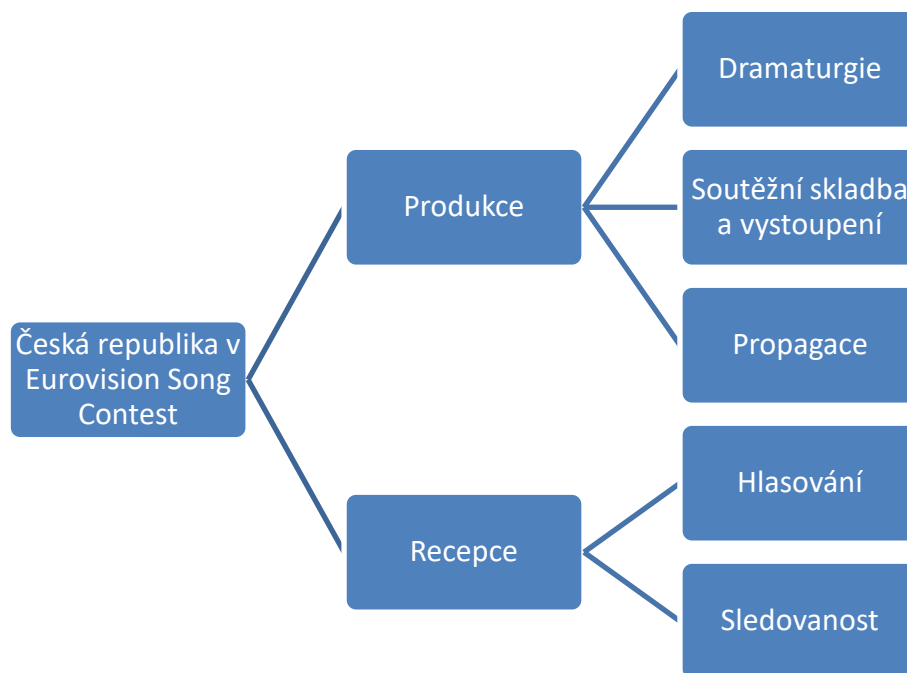 Česká republika v
Eurovision Song
Contest
Produkce
Dramaturgie
Soutěžní skladba
a vystoupení
Propagace
Recepce
Hlasování
Sledovanost